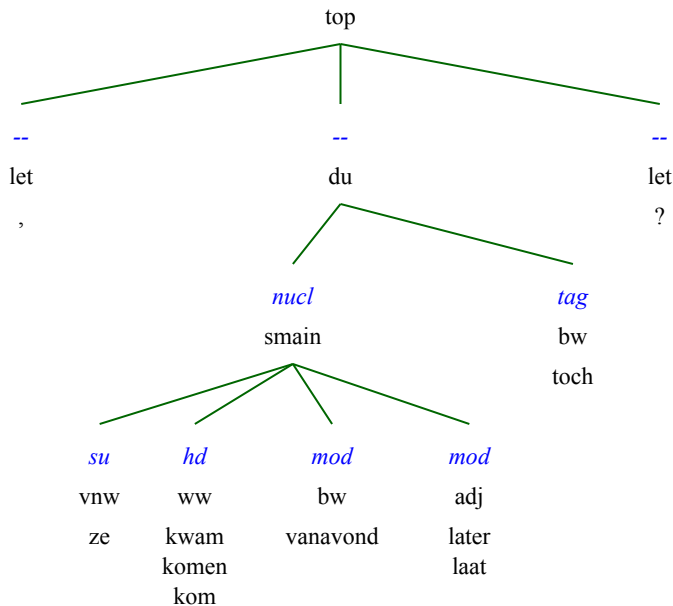 top
-- -- --
let du let
, ?
nucl tag
smain bw
toch
su hd mod mod
vnw ww bw adj
ze kwam vanavond later
komen laat
kom